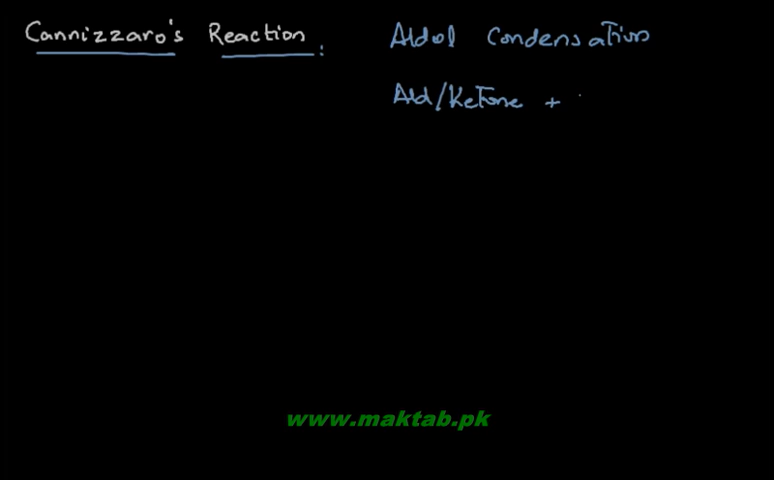 Cannizzaro's Reaction :
Aldol Condensation
Ald/Ketone +
www.maktab.pk